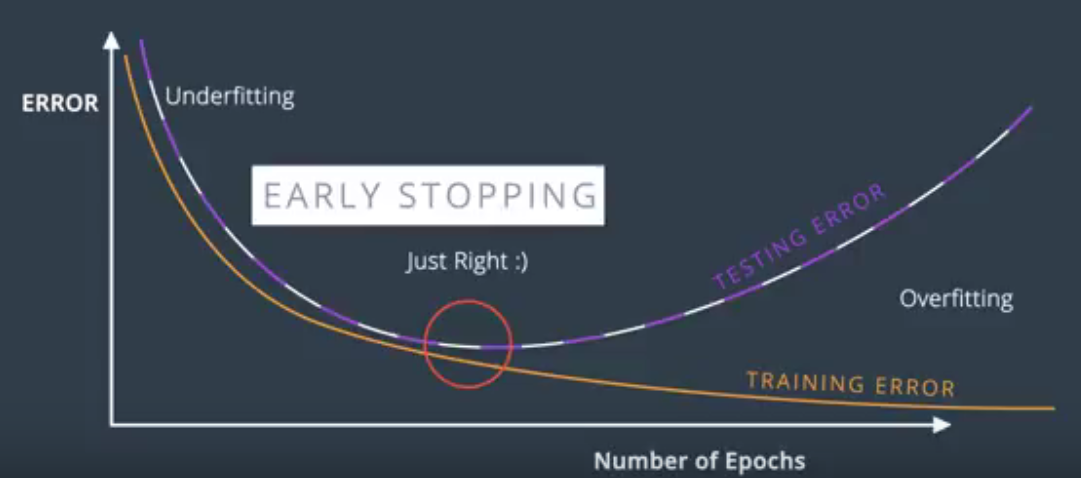 ERROR
Underfitting
EARLY STOPPING
Just Right :)
TESTING ERROR
Overfitting
TRAINING ERROR
Number of Epochs